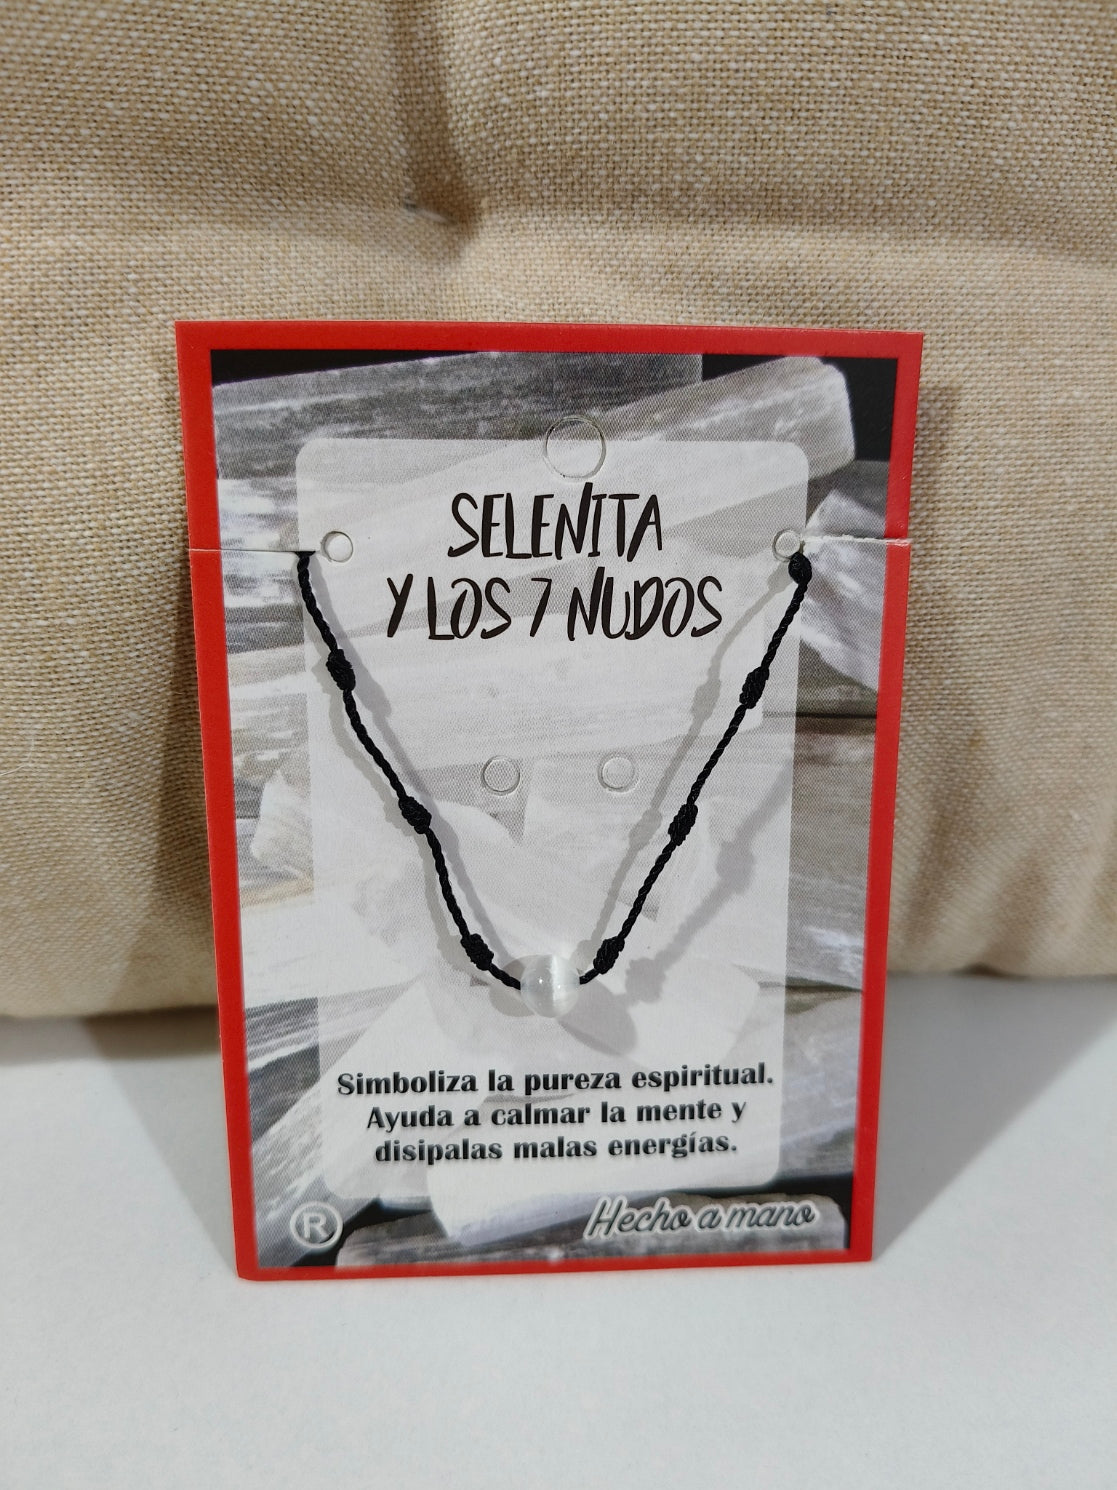 SELENITA
Y LOS 7 NUDOS
Simboliza la pureza espiritual.
Ayuda a calmar la mente y
disipalas malas energías.
® Hecho a mano